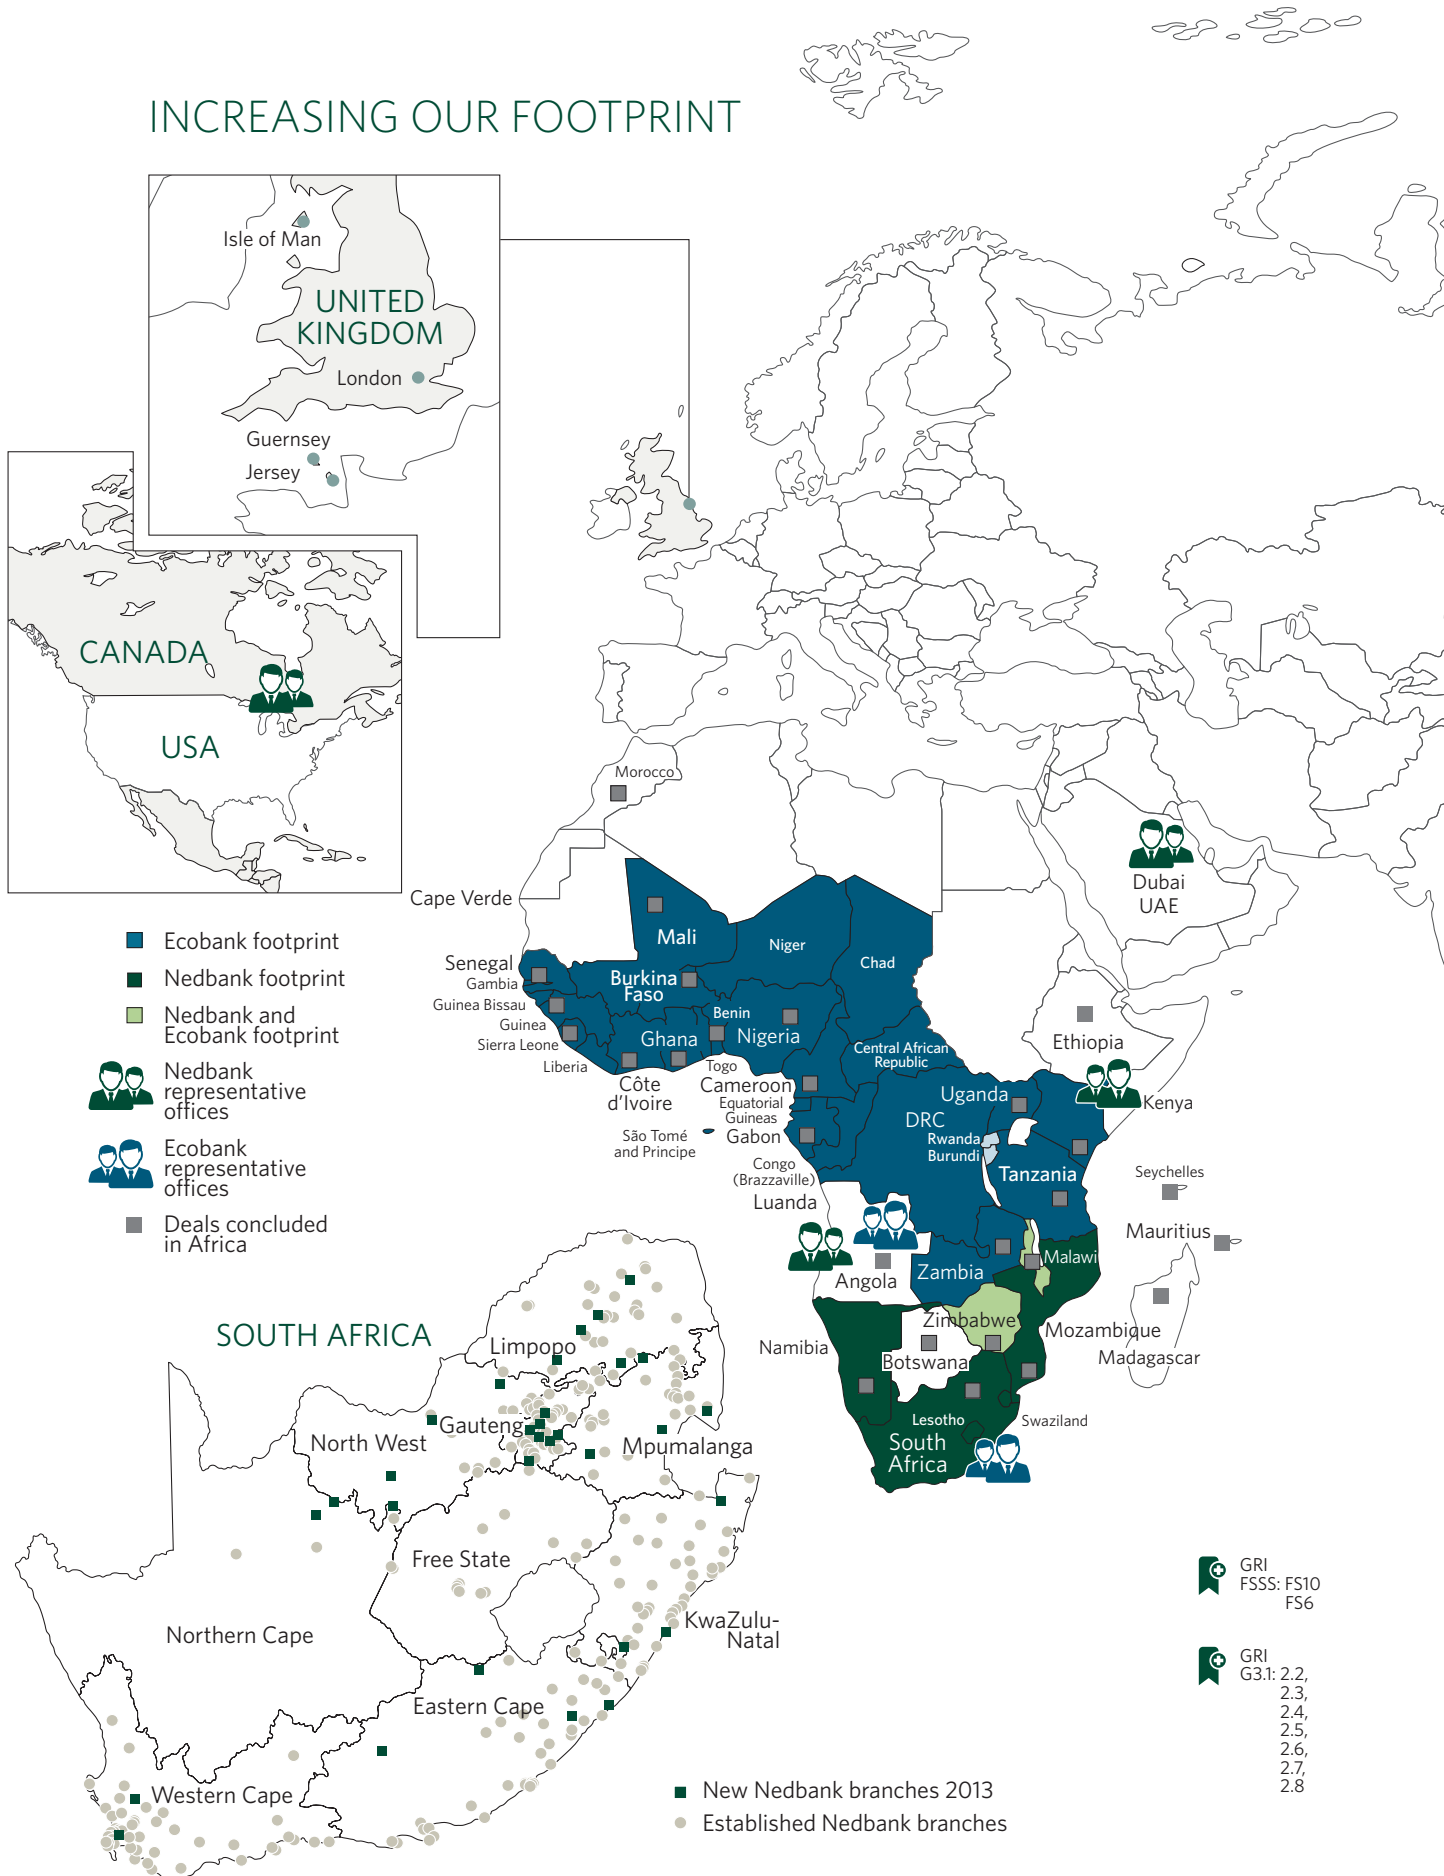 INCREASING OUR FOOTPRINT
Isle of Man
UNITED
KINGDOM
London
Guernsey
Jersey
CANADA
USA
Morocco
Dubai
UAE
Cape Verde
Ecobank footprint
Nedbank footprint
Nedbank and
Ecobank footprint
Nedbank
representative
offices
Ecobank
representative
offices
Deals concluded
in Africa
Mali
Niger
Chad
Senegal
Gambia
Burkina
Faso
Guinea Bissau
Guinea
Sierra Leone
Liberia
Benin
Ghana
Nigeria
Togo
Côte
d'Ivoire
Cameroon
Equatorial
Guineas
Central African
Republic
Ethiopia
São Tomé
and Principe
Gabon
Uganda
DRC
Kenya
Rwanda
Burundi
Congo
(Brazzaville)
Luanda
Tanzania
Seychelles
Mauritius
Angola
Zambia
Malawi
Zimbabwe
Mozambique
Madagascar
Namibia
Botswana
Lesotho
Swaziland
South
Africa
SOUTH AFRICA
Limpopo
Gauteng
North West
Mpumalanga
Free State
Northern Cape
KwaZulu-
Natal
Eastern Cape
Western Cape
New Nedbank branches 2013
Established Nedbank branches
GRI
FSSS: FS10
FS6
GRI
G3.1: 2.2,
2.3,
2.4,
2.5,
2.6,
2.7,
2.8